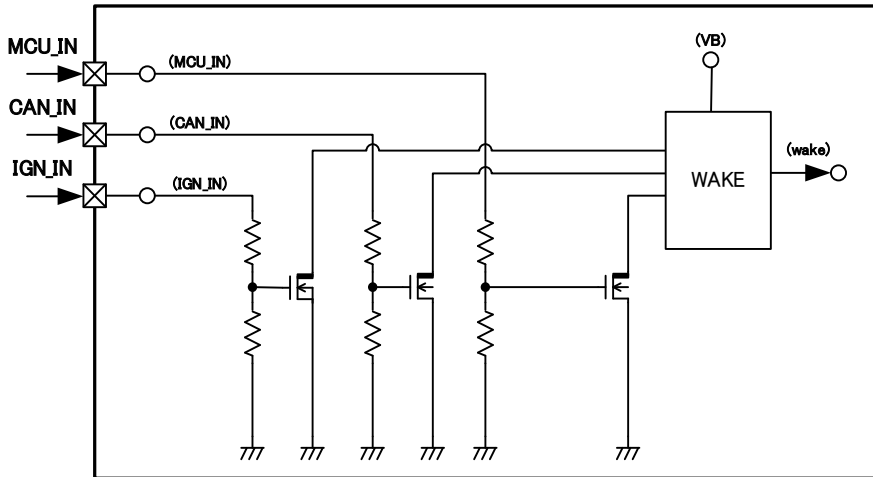 MCU_IN
(MCU_IN)
(VB)
CAN_IN
(CAN_IN)
(wake)
IGN_IN
(IGN_IN)
WAKE